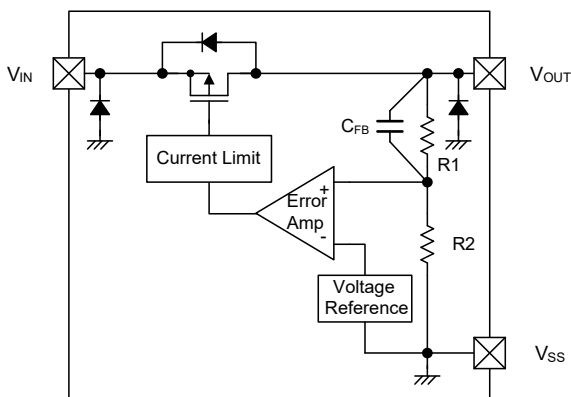 VIN
VOUT
CFB
R1
Current Limit
Error
Amp
+
-
R2
Voltage
Reference
VSS